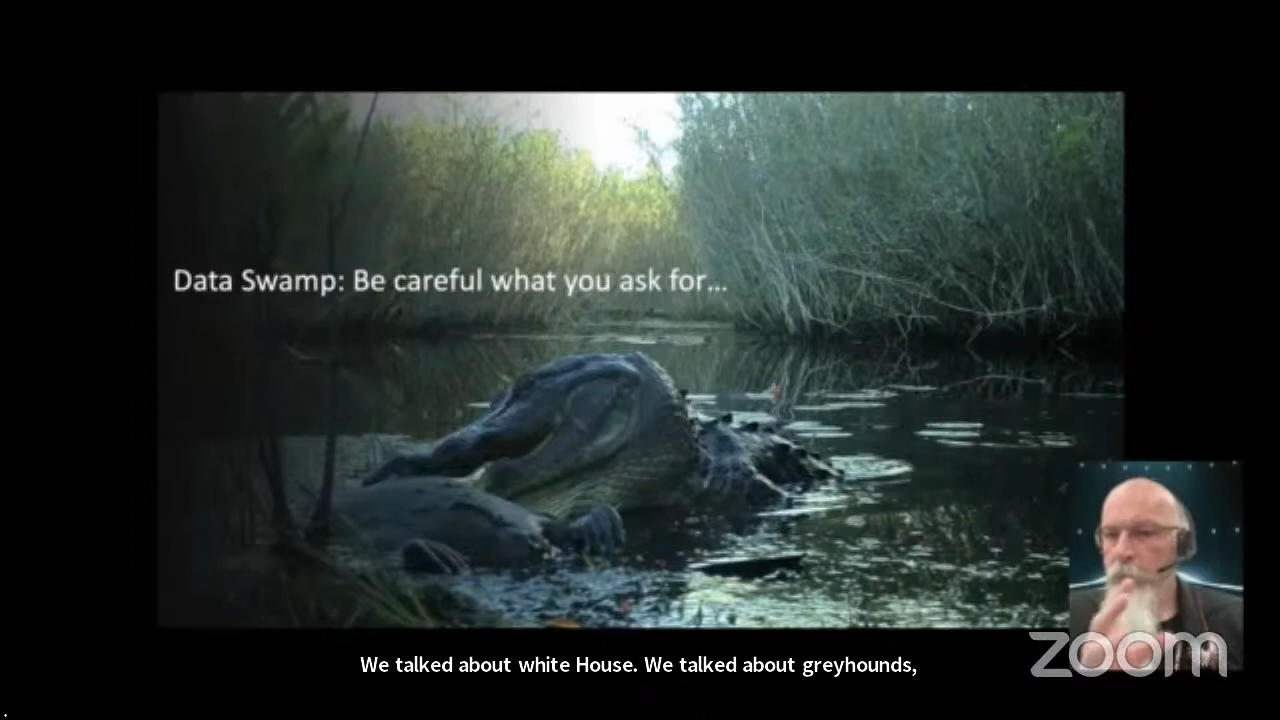 Data Swamp: Be careful what you ask for...
We talked about white House. We talked about greyhounds,
zoom
.